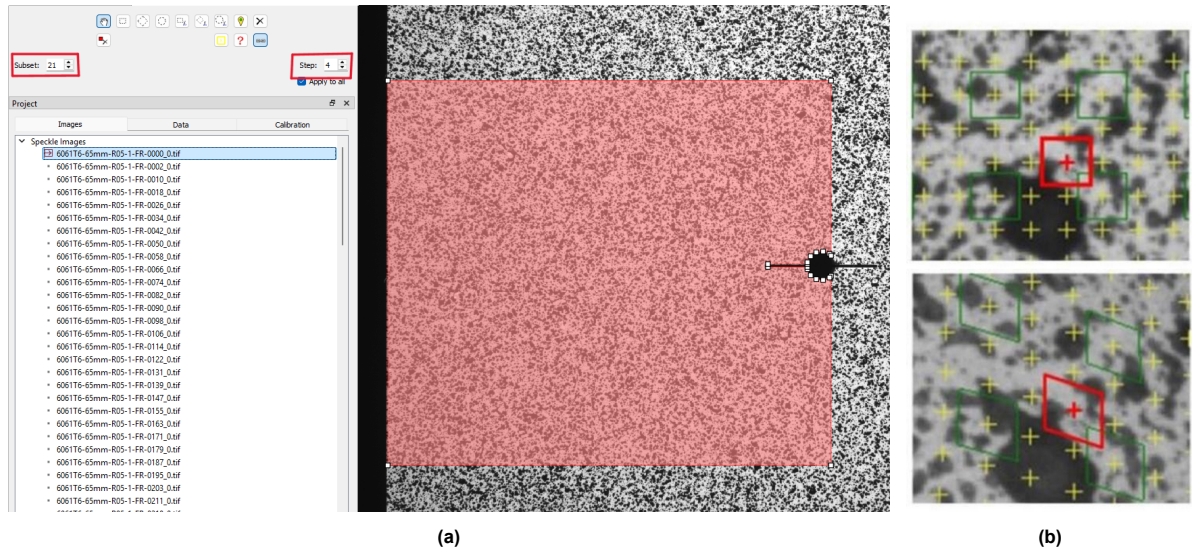 Subset: 21
Step: 4
Apply to all
Project
Images Data Calibration
Speckle Images
6061T6-65mm-R05-1-FR-0000_0.tif
6061T6-65mm-R05-1-FR-0002_0.tif
6061T6-65mm-R05-1-FR-0010_0.tif
6061T6-65mm-R05-1-FR-0018_0.tif
6061T6-65mm-R05-1-FR-0026_0.tif
6061T6-65mm-R05-1-FR-0034_0.tif
6061T6-65mm-R05-1-FR-0042_0.tif
6061T6-65mm-R05-1-FR-0050_0.tif
6061T6-65mm-R05-1-FR-0058_0.tif
6061T6-65mm-R05-1-FR-0066_0.tif
6061T6-65mm-R05-1-FR-0074_0.tif
6061T6-65mm-R05-1-FR-0082_0.tif
6061T6-65mm-R05-1-FR-0090_0.tif
6061T6-65mm-R05-1-FR-0098_0.tif
6061T6-65mm-R05-1-FR-0106_0.tif
6061T6-65mm-R05-1-FR-0114_0.tif
6061T6-65mm-R05-1-FR-0122_0.tif
6061T6-65mm-R05-1-FR-0131_0.tif
6061T6-65mm-R05-1-FR-0139_0.tif
6061T6-65mm-R05-1-FR-0147_0.tif
6061T6-65mm-R05-1-FR-0155_0.tif
6061T6-65mm-R05-1-FR-0163_0.tif
6061T6-65mm-R05-1-FR-0171_0.tif
6061T6-65mm-R05-1-FR-0179_0.tif
6061T6-65mm-R05-1-FR-0187_0.tif
6061T6-65mm-R05-1-FR-0195_0.tif
6061T6-65mm-R05-1-FR-0203_0.tif
6061T6-65mm-R05-1-FR-0211_0.tif
(a) (b)